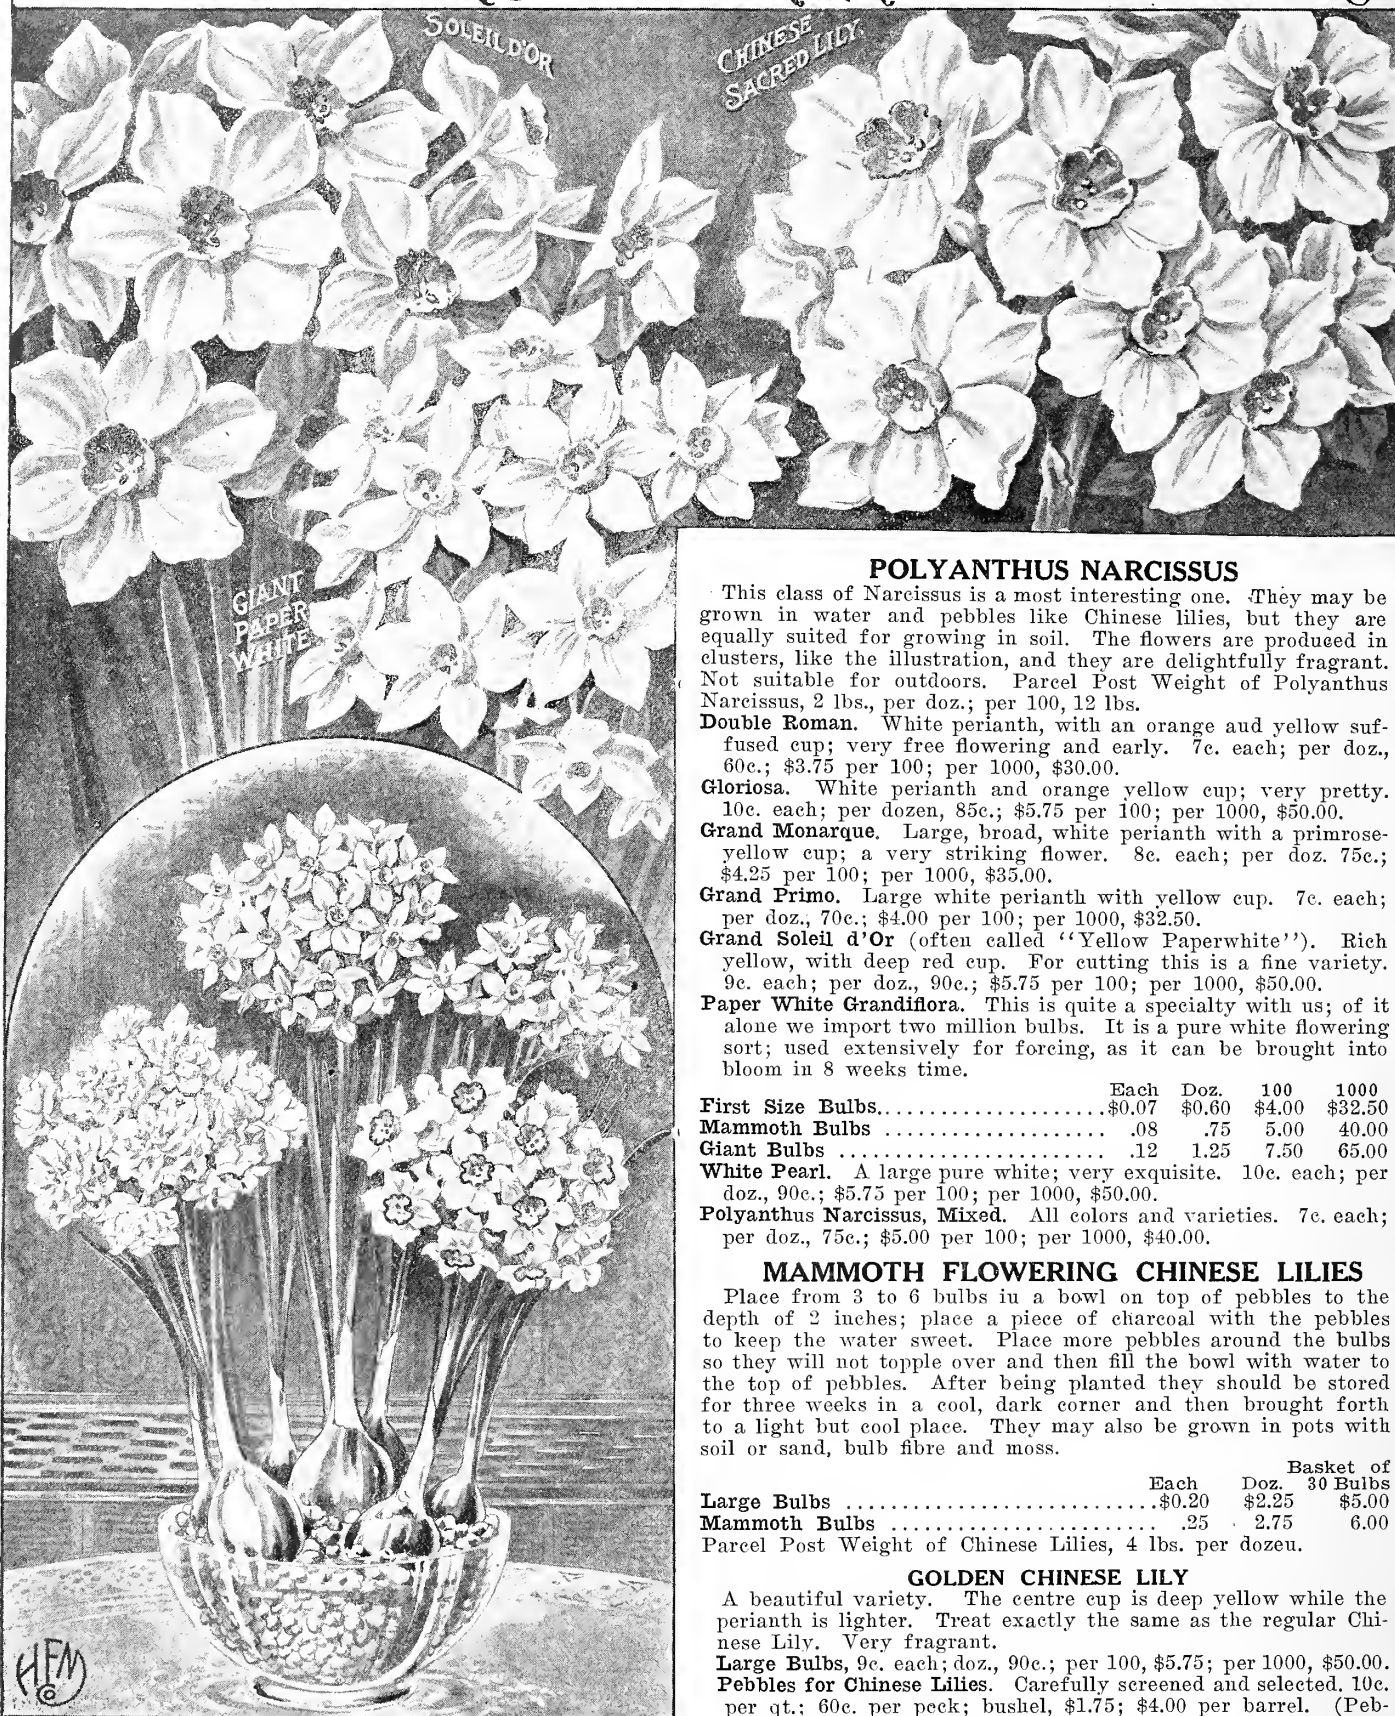 SOLEIL D'OR
CHINESE
SACRED LILY
GIANT
PAPER
WHITE
POLYANTHUS NARCISSUS
This class of Narcissus is a most interesting one. They may be
grown in water and pebbles like Chinese lilies, but they are
equally suited for growing in soil. The flowers are produced in
clusters, like the illustration, and they are delightfully fragrant.
Not suitable for outdoors. Parcel Post Weight of Polyanthus
Narcissus, 2 lbs., per doz.; per 100, 12 lbs.
Double Roman. White perianth, with an orange aud yellow suf-
fused cup; very free flowering and early. 7c. each; per doz.,
60c.; $3.75 per 100; per 1000, $30.00.
Gloriosa. White perianth and orange yellow cup; very pretty.
10c. each; per dozen, 85c.; $5.75 per 100; per 1000, $50.00.
Grand Monarque. Large, broad, white perianth with a primrose-
yellow cup; a very striking flower. 8c. each; per doz. 75c.;
$4.25 per 100; per 1000, $35.00.
Grand Primo. Large white perianth with yellow cup. 7c. each;
per doz., 70c.; $4.00 per 100; per 1000, $32.50.
Grand Soleil d'Or (often called "Yellow Paperwhite"). Rich
yellow, with deep red cup. For cutting this is a fine variety.
9c. each; per doz., 90c.; $5.75 per 100; per 1000, $50.00.
Paper White Grandiflora. This is quite a specialty with us; of it
alone we import two million bulbs. It is a pure white flowering
sort; used extensively for forcing, as it can be brought into
bloom in 8 weeks time.
Each Doz. 100 1000
First Size Bulbs.......................$0.07 $0.60 $4.00 $32.50
Mammoth Bulbs .................... .08 .75 5.00 40.00
Giant Bulbs ........................ .12 1.25 7.50 65.00
White Pearl. A large pure white; very exquisite. 10c. each; per
doz., 90c.; $5.75 per 100; per 1000, $50.00.
Polyanthus Narcissus, Mixed. All colors and varieties. 7c. each;
per doz., 75c.; $5.00 per 100; per 1000, $40.00.
MAMMOTH FLOWERING CHINESE LILIES
Place from 3 to 6 bulbs iu a bowl on top of pebbles to the
depth of 2 inches; place a piece of charcoal with the pebbles
to keep the water sweet. Place more pebbles around the bulbs
so they will not topple over and then fill the bowl with water to
the top of pebbles. After being planted they should be stored
for three weeks in a cool, dark corner and then brought forth
to a light but cool place. They may also be grown in pots with
soil or sand, bulb fibre and moss.
Basket of
Each Doz. 30 Bulbs
Large Bulbs ............................$0.20 $2.25 $5.00
Mammoth Bulbs ........................ .25 2.75 6.00
Parcel Post Weight of Chinese Lilies, 4 lbs. per dozeu.
GOLDEN CHINESE LILY
A beautiful variety. The centre cup is deep yellow while the
perianth is lighter. Treat exactly the same as the regular Chi-
nese Lily. Very fragrant.
Large Bulbs, 9c. each; doz., 90c.; per 100, $5.75; per 1000, $50.00.
Pebbles for Chinese Lilies. Carefully screened and selected. 10c.
per qt.; 60c. per peck; bushel, $1.75; $4.00 per barrel. (Peb-
HFM Co